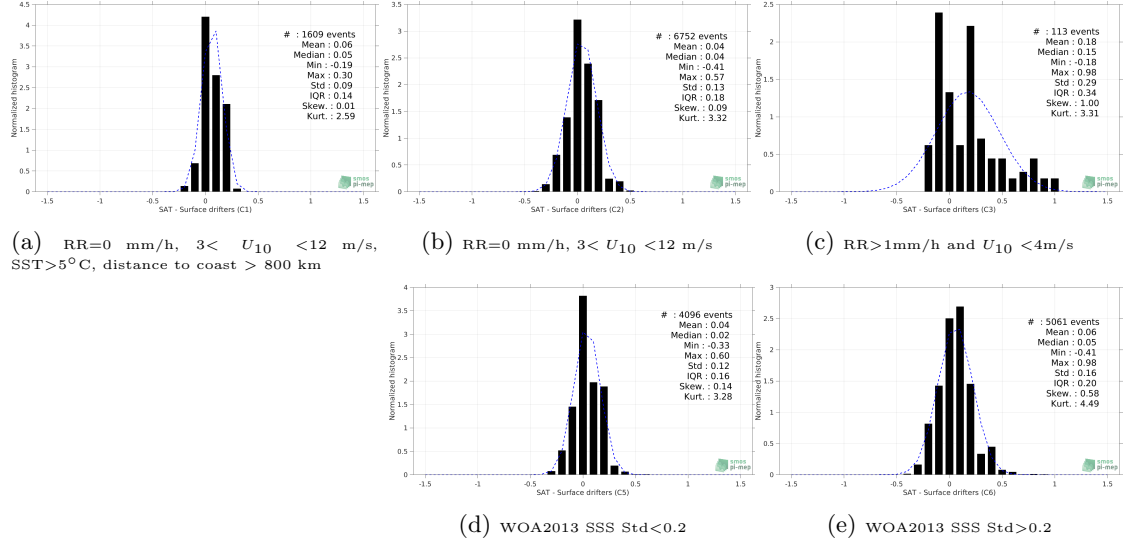 4.5
4
3.5
3
2.5
2
1.5
1
0.5
0
Normalized histogram
# : 1609 events
Mean : 0.06
Median : 0.05
Min : -0.19
Max : 0.30
Std : 0.09
IQR : 0.14
Skew. : 0.01
Kurt. : 2.59
smos
pi-mep
-1.5 -1 -0.5 0 0.5 1 1.5
SAT - Surface drifters (C1)
(a) RR=0 mm/h, 3< U10 <12 m/s,
SST>5°C, distance to coast > 800 km
3.5
3
2.5
2
1.5
1
0.5
0
Normalized histogram
# : 6752 events
Mean : 0.04
Median : 0.04
Min : -0.41
Max : 0.57
Std : 0.13
IQR : 0.18
Skew. : 0.09
Kurt. : 3.32
smos
pi-mep
-1.5 -1 -0.5 0 0.5 1 1.5
SAT - Surface drifters (C2)
(b) RR=0 mm/h, 3< U10 <12 m/s
2.5
2
1.5
1
0.5
0
Normalized histogram
# : 113 events
Mean : 0.18
Median : 0.15
Min : -0.18
Max : 0.98
Std : 0.29
IQR : 0.34
Skew. : 1.00
Kurt. : 3.31
smos
pi-mep
-1.5 -1 -0.5 0 0.5 1 1.5
SAT - Surface drifters (C3)
(c) RR>1mm/h and U10 <4m/s
4
3.5
3
2.5
2
1.5
1
0.5
0
Normalized histogram
# : 4096 events
Mean : 0.04
Median : 0.02
Min : -0.33
Max : 0.60
Std : 0.12
IQR : 0.16
Skew. : 0.14
Kurt. : 3.28
smos
pi-mep
-1.5 -1 -0.5 0 0.5 1 1.5
SAT - Surface drifters (C5)
(d) WOA2013 SSS Std<0.2
3
2.5
2
1.5
1
0.5
0
Normalized histogram
# : 5061 events
Mean : 0.06
Median : 0.05
Min : -0.41
Max : 0.98
Std : 0.16
IQR : 0.20
Skew. : 0.58
Kurt. : 4.49
smos
pi-mep
-1.5 -1 -0.5 0 0.5 1 1.5
SAT - Surface drifters (C6)
(e) WOA2013 SSS Std>0.2